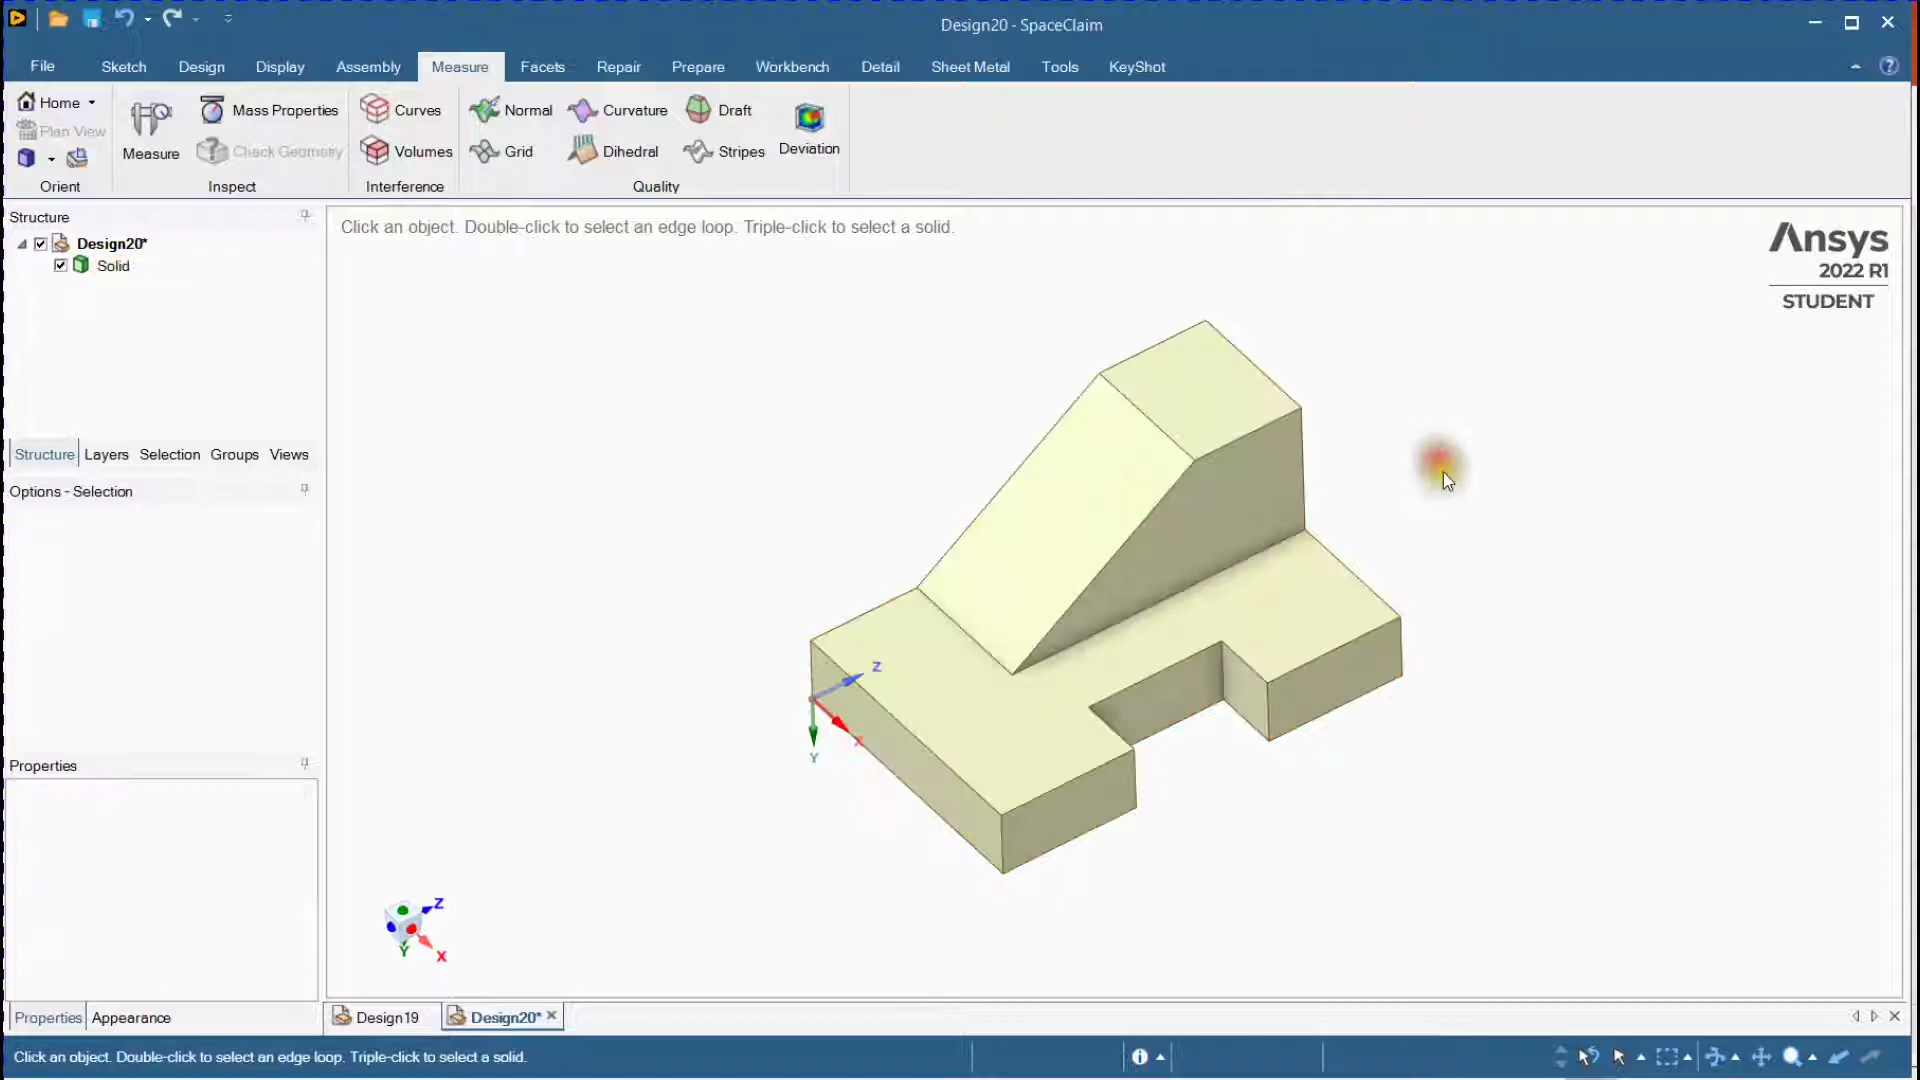 Design20 - SpaceClaim
File Sketch Design Display Assembly Measure Facets Repair Prepare Workbench Detail Sheet Metal Tools KeyShot
Home
Plan View
Orient
Measure
Mass Properties
Check Geometry
Inspect
Curves
Volumes
Interference
Normal Curvature Draft
Grid Dihedral Stripes
Deviation
Quality
Structure
Design20*
Solid
Structure Layers Selection Groups Views
Options - Selection
Properties
Properties Appearance
Click an object. Double-click to select an edge loop. Triple-click to select a solid.
Ansys
2022 R1
STUDENT
Z
X
Y
Z
Y
X
Design19 Design20*
Click an object. Double-click to select an edge loop. Triple-click to select a solid.